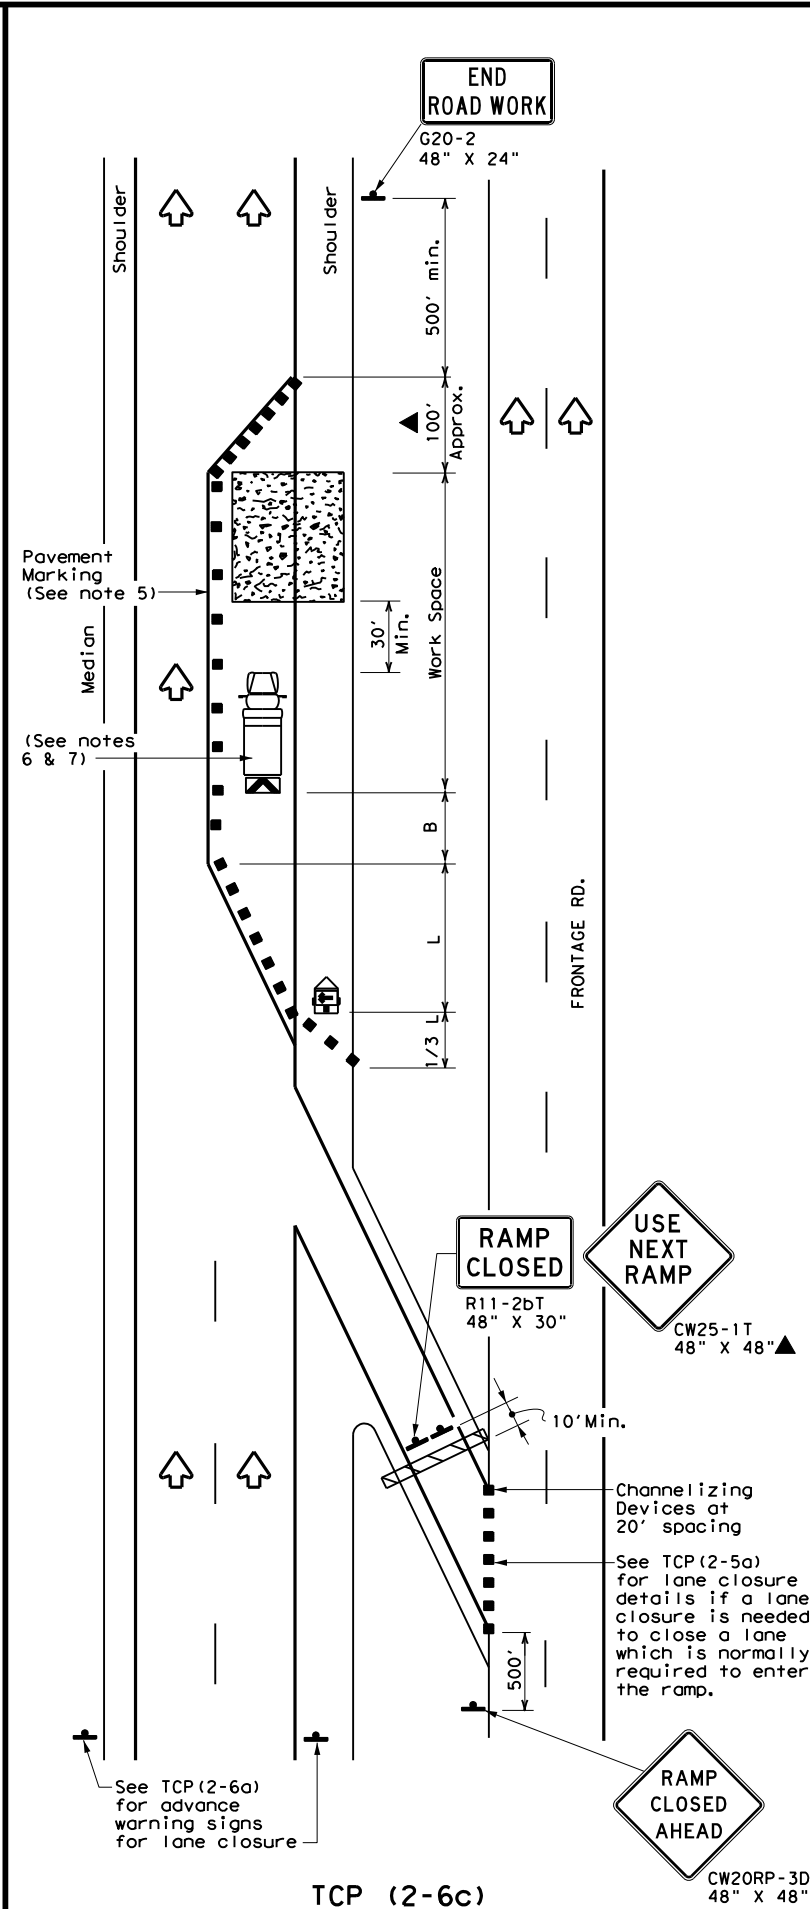 END
ROAD WORK
G20-2
48" X 24"
Shoulder
Shoulder
500' min.
100'
Approx.
Pavement
Marking
(See note 5)
Work Space
30'
Min.
Median
(See notes
6 & 7)
B
L
1/3 L
FRONTAGE RD.
RAMP
CLOSED
R11-2bT
48" X 30"
USE
NEXT
RAMP
CW25-1T
48" X 48"
10'Min.
Channelizing
Devices at
20' spacing
See TCP(2-5a)
for lane closure
details if a lane
closure is needed
to close a lane
which is normally
required to enter
the ramp.
500'
See TCP(2-6a)
for advance
warning signs
for lane closure
RAMP
CLOSED
AHEAD
CW20RP-3D
48" X 48"
TCP (2-6c)